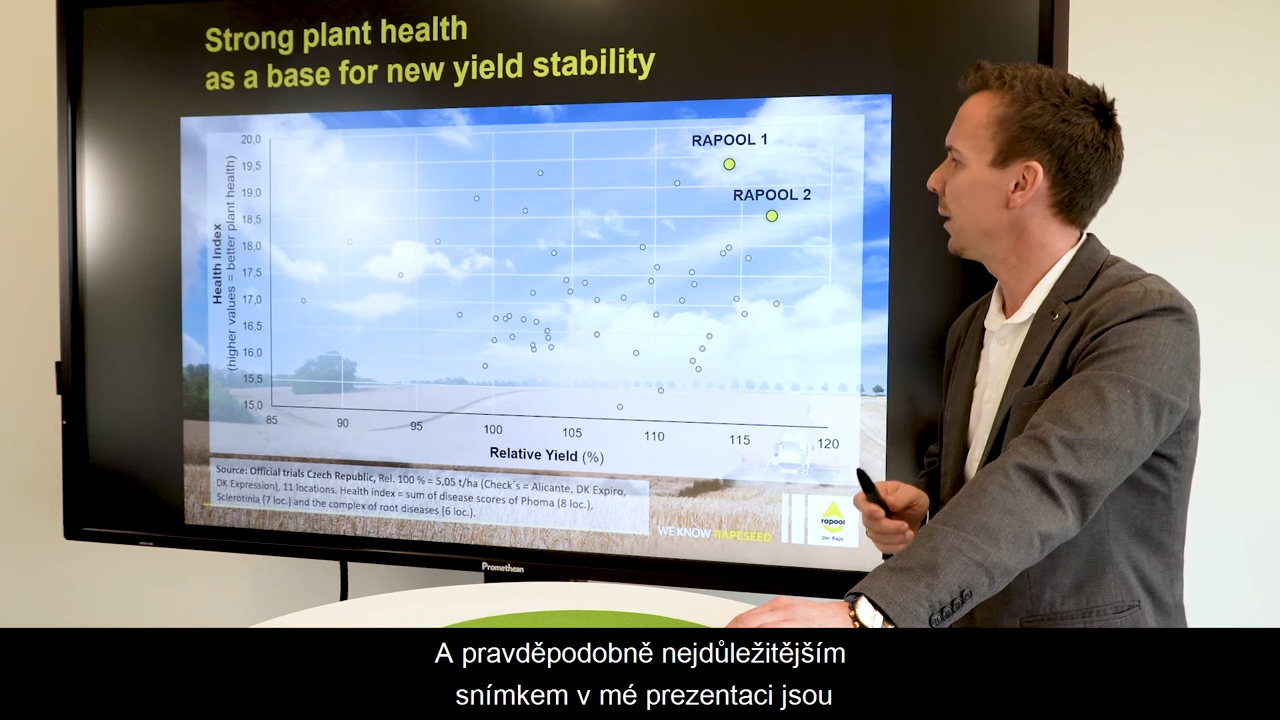 Strong plant health
as a base for new yield stability
RAPOOL 1
RAPOOL 2
Health Index
(higher values = better plant health)
20,0
19,5
19,0
18,5
18,0
17,5
17,0
16,5
16,0
15,5
15,0
85
90
95
100
105
110
115
120
Relative Yield (%)
Source: Official trials Czech Republic, Rel. 100 % = 5,05 t/ha (Check's = Alicante, DK Expiro,
DK Expression), 11 locations. Health index = sum of disease scores of Phoma (8 loc.),
Sclerotinia (7 loc.) and the complex of root diseases (6 loc.).
WE KNOW RAPESEED
rapool
Der Raps
Promethean
A pravděpodobně nejdůležitějším
snímkem v mé prezentaci jsou